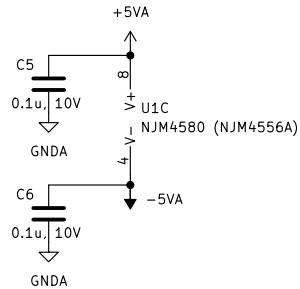 +5VA
C5
8
0.1u, 10V
V+
U1C
NJM4580 (NJM4556A)
GNDA
V-
4
C6
-5VA
0.1u, 10V
GNDA